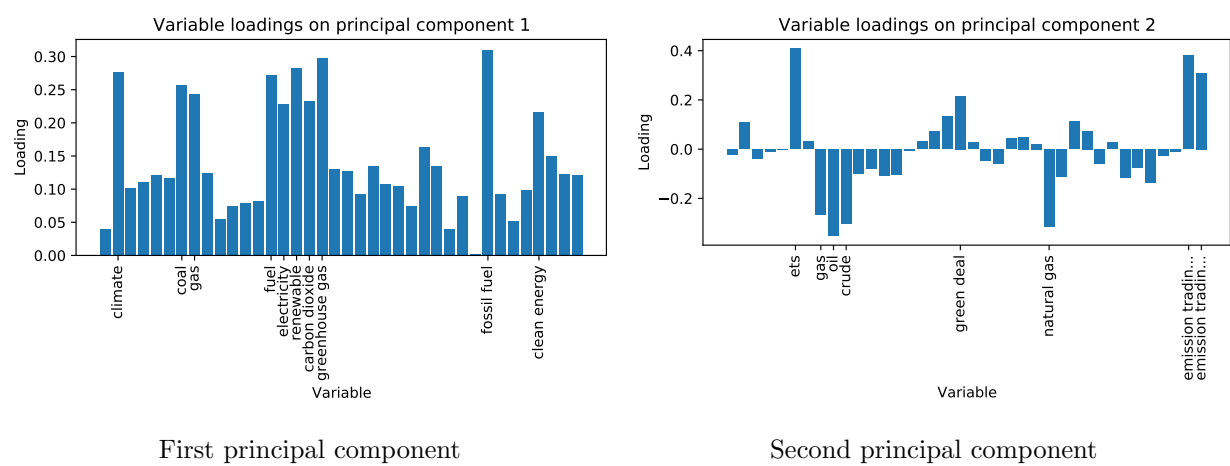 Variable loadings on principal component 1
Loading
0.30
0.25
0.20
0.15
0.10
0.05
0.00
climate
coal
gas
fuel
electricity
renewable
carbon dioxide
greenhouse gas
fossil fuel
clean energy
Variable
First principal component
Variable loadings on principal component 2
Loading
0.4
0.2
0.0
−0.2
ets
gas
oil
crude
green deal
natural gas
emission tradin...
emission tradin...
Variable
Second principal component